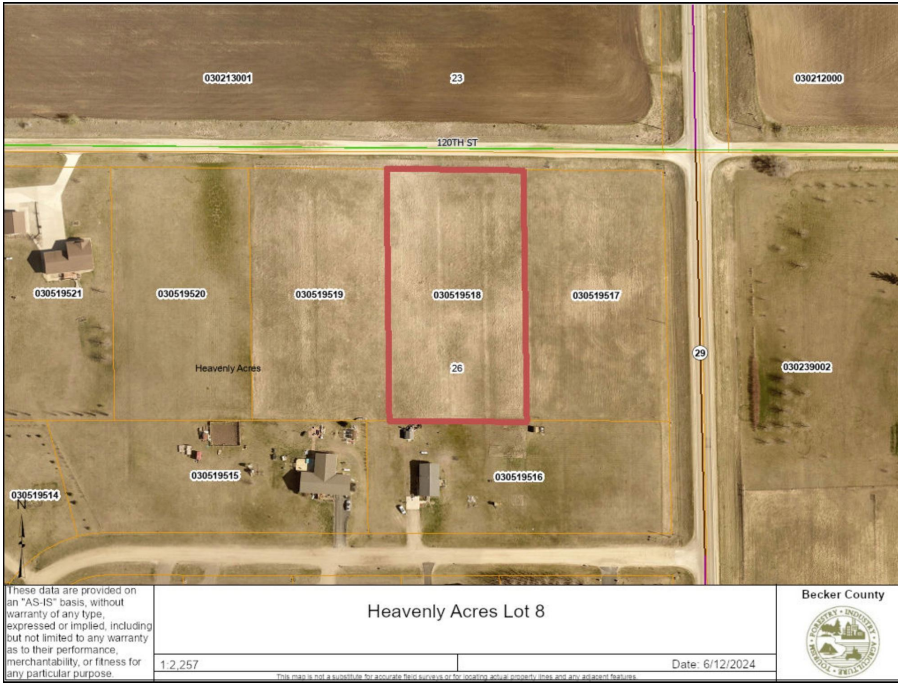 030213001
23
030212000
120TH ST
030519521
030519520
030519519
030519518
030519517
29
Heavenly Acres
26
030239002
030519515
030519516
030519514
N
These data are provided on
an "AS-IS" basis, without
warranty of any type,
expressed or implied, including
but not limited to any warranty
as to their performance,
merchantability, or fitness for
any particular purpose.
Heavenly Acres Lot 8
1:2,257
Date: 6/12/2024
This map is not a substitute for accurate field surveys or for locating actual property lines and any adjacent features.
Becker County
FORESTRY • INDUSTRY
AGRICULTURE • TOURISM